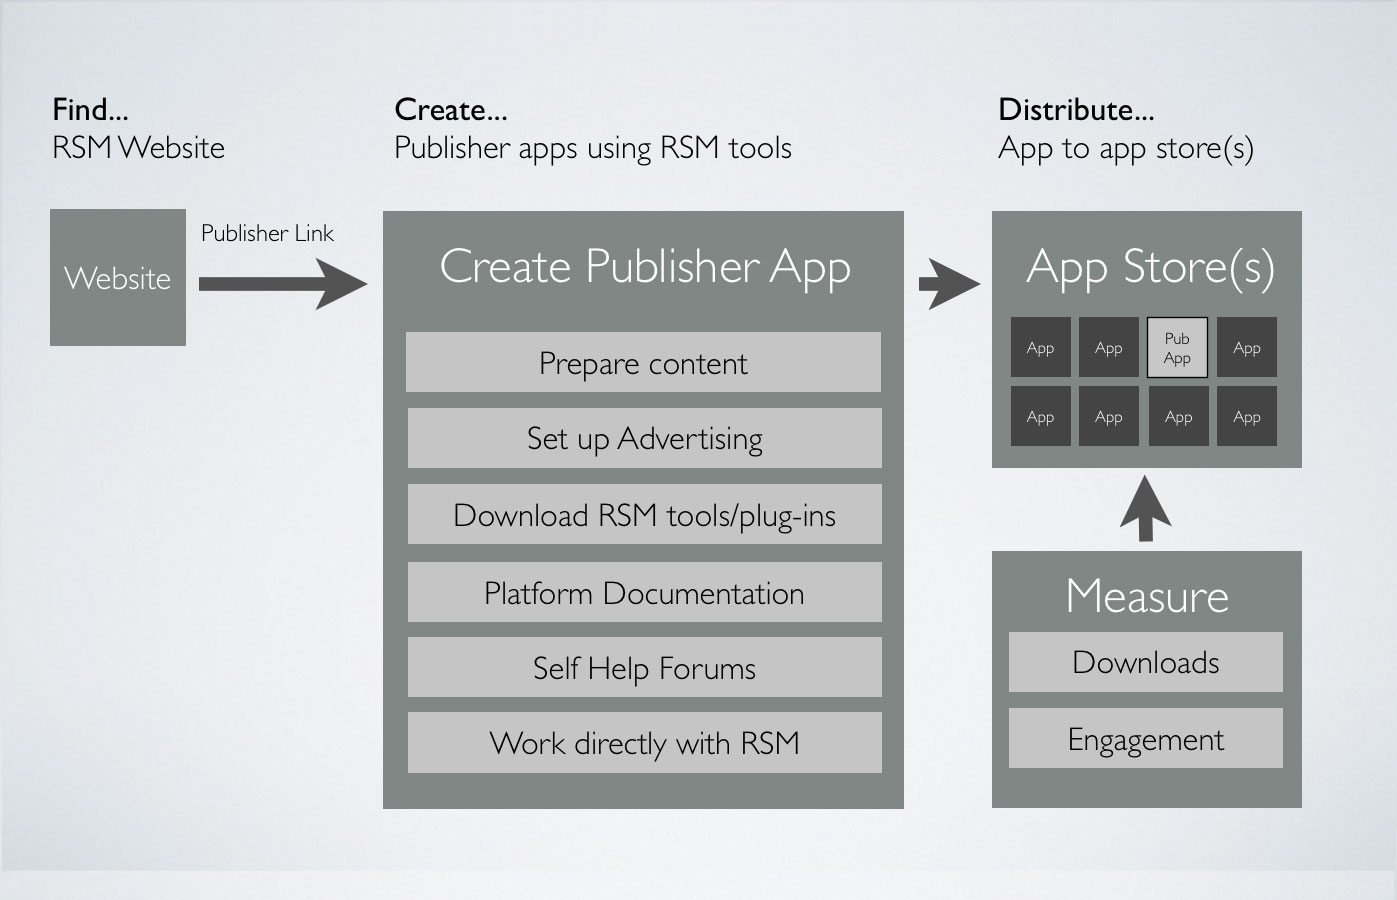 Find...
RSM Website
Create...
Publisher apps using RSM tools
Distribute...
App to app store(s)
Website
Publisher Link
Create Publisher App
Prepare content
Set up Advertising
Download RSM tools/plug-ins
Platform Documentation
Self Help Forums
Work directly with RSM
App Store(s)
App
App
Pub
App
App
App
App
App
App
Measure
Downloads
Engagement